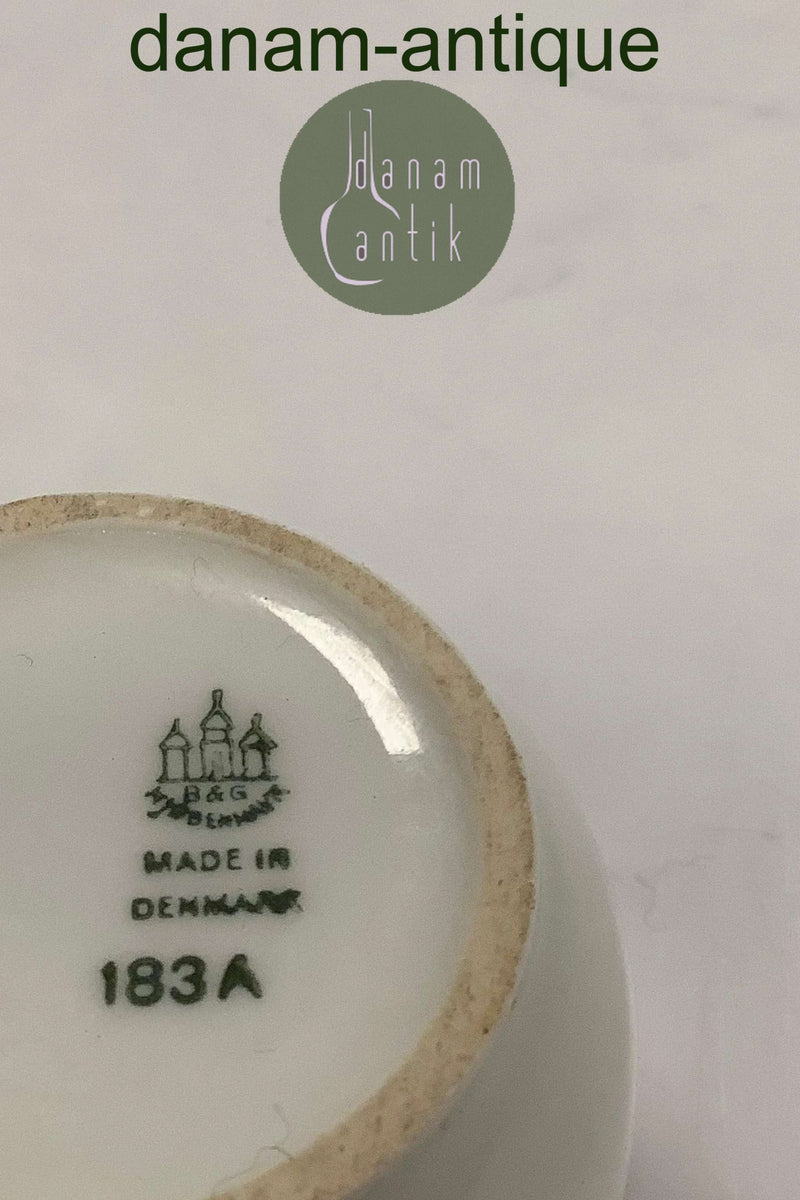 danam-antique
danam
antik
B&G
MADE IN
DENMARK
183A